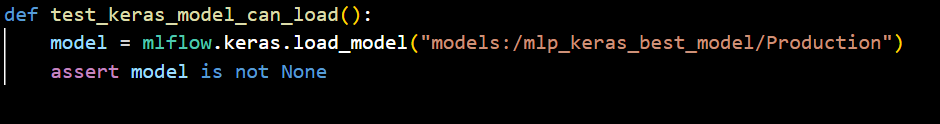 def test_keras_model_can_load():
    model = mlflow.keras.load_model("models:/mlp_keras_best_model/Production")
    assert model is not None